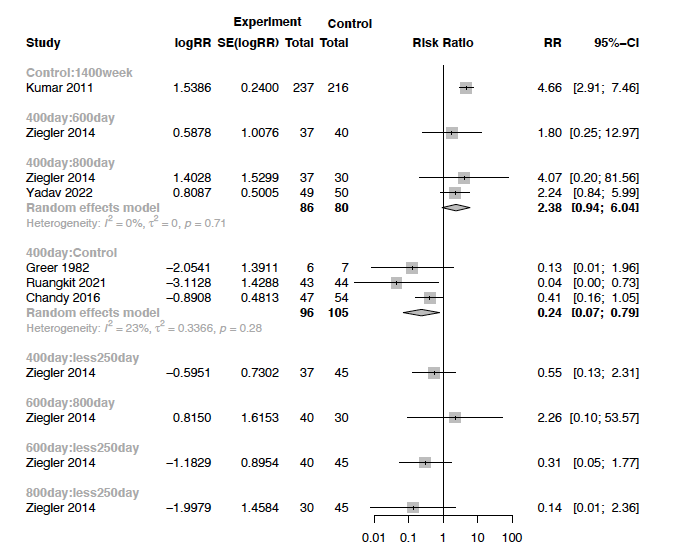 Experiment Control
Study logRR SE(logRR) Total Total Risk Ratio RR 95%−CI
Control:1400week
Kumar 2011 1.5386 0.2400 237 216 4.66 [2.91; 7.46]
400day:600day
Ziegler 2014 0.5878 1.0076 37 40 1.80 [0.25; 12.97]
400day:800day
Ziegler 2014 1.4028 1.5299 37 30 4.07 [0.20; 81.56]
Yadav 2022 0.8087 0.5005 49 50 2.24 [0.84; 5.99]
Random effects model 86 80 2.38 [0.94; 6.04]
Heterogeneity: I² = 0%, τ² = 0, p = 0.71
400day:Control
Greer 1982 −2.0541 1.3911 6 7 0.13 [0.01; 1.96]
Ruangkit 2021 −3.1128 1.4288 43 44 0.04 [0.00; 0.73]
Chandy 2016 −0.8908 0.4813 47 54 0.41 [0.16; 1.05]
Random effects model 96 105 0.24 [0.07; 0.79]
Heterogeneity: I² = 23%, τ² = 0.3366, p = 0.28
400day:less250day
Ziegler 2014 −0.5951 0.7302 37 45 0.55 [0.13; 2.31]
600day:800day
Ziegler 2014 0.8150 1.6153 40 30 2.26 [0.10; 53.57]
600day:less250day
Ziegler 2014 −1.1829 0.8954 40 45 0.31 [0.05; 1.77]
800day:less250day
Ziegler 2014 −1.9979 1.4584 30 45 0.14 [0.01; 2.36]
0.01 0.1 1 10 100